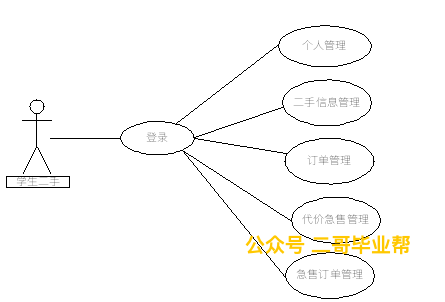 个人管理
二手信息管理
登录
订单管理
学生二手
代价急售管理
公众号 二哥毕业帮
急售订单管理